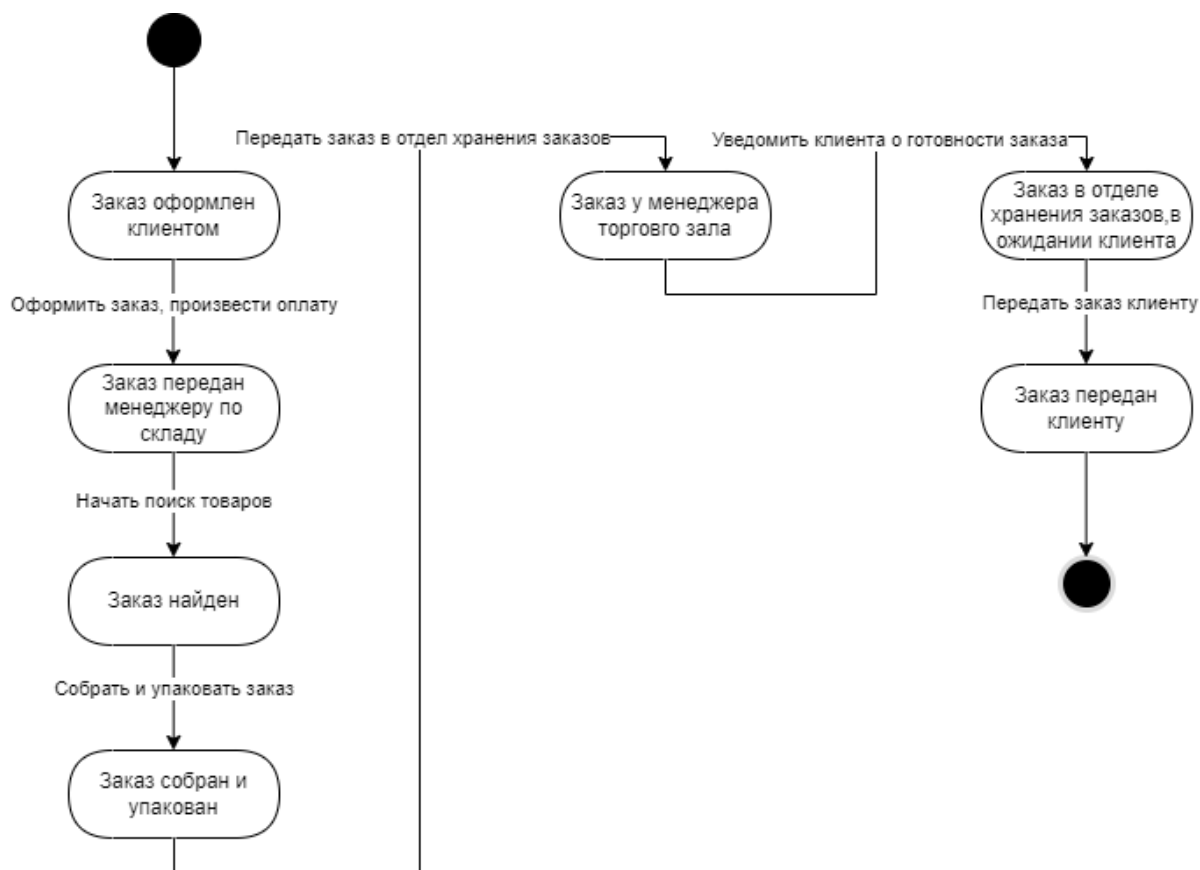 Передать заказ в отдел хранения заказов
Уведомить клиента о готовности заказа
Заказ оформлен
клиентом
Заказ у менеджера
торговго зала
Заказ в отделе
хранения заказов,в
ожидании клиента
Оформить заказ, произвести оплату
Передать заказ клиенту
Заказ передан
менеджеру по
складу
Заказ передан
клиенту
Начать поиск товаров
Заказ найден
Собрать и упаковать заказ
Заказ собран и
упакован